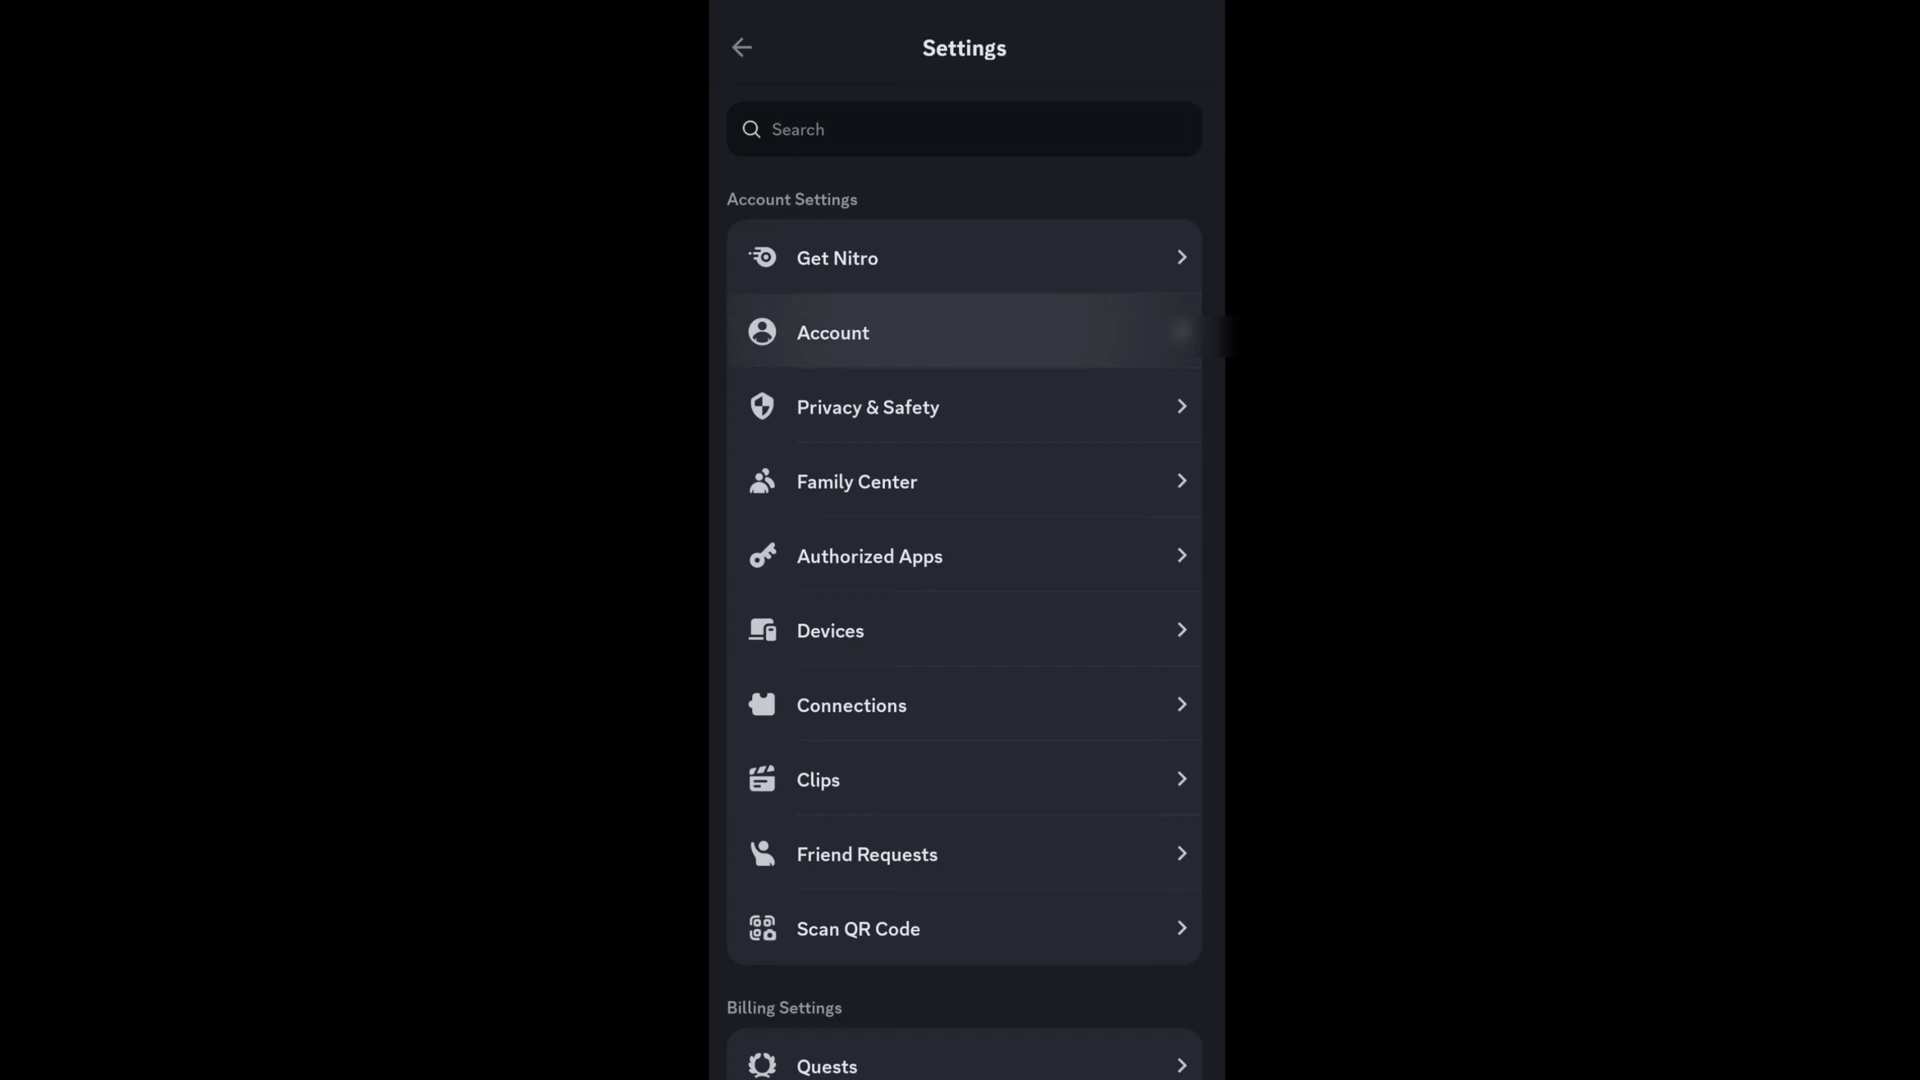 Settings
Search
Account Settings
Get Nitro
Account
Privacy & Safety
Family Center
Authorized Apps
Devices
Connections
Clips
Friend Requests
Scan QR Code
Billing Settings
Quests